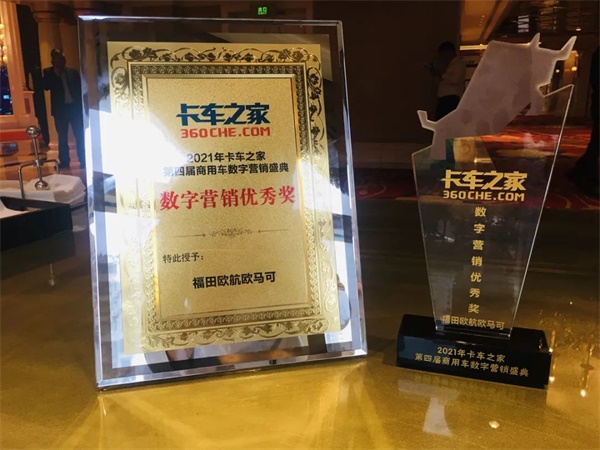 卡车之家
360CHE.COM
2021年卡车之家
第四届商用车数字营销盛典
数字营销优秀奖
特此授予：
福田欧航欧马可
卡车之家
360CHE.COM
数字营销优秀奖
福田欧航欧马可
2021年卡车之家
第四届商用车数字营销盛典